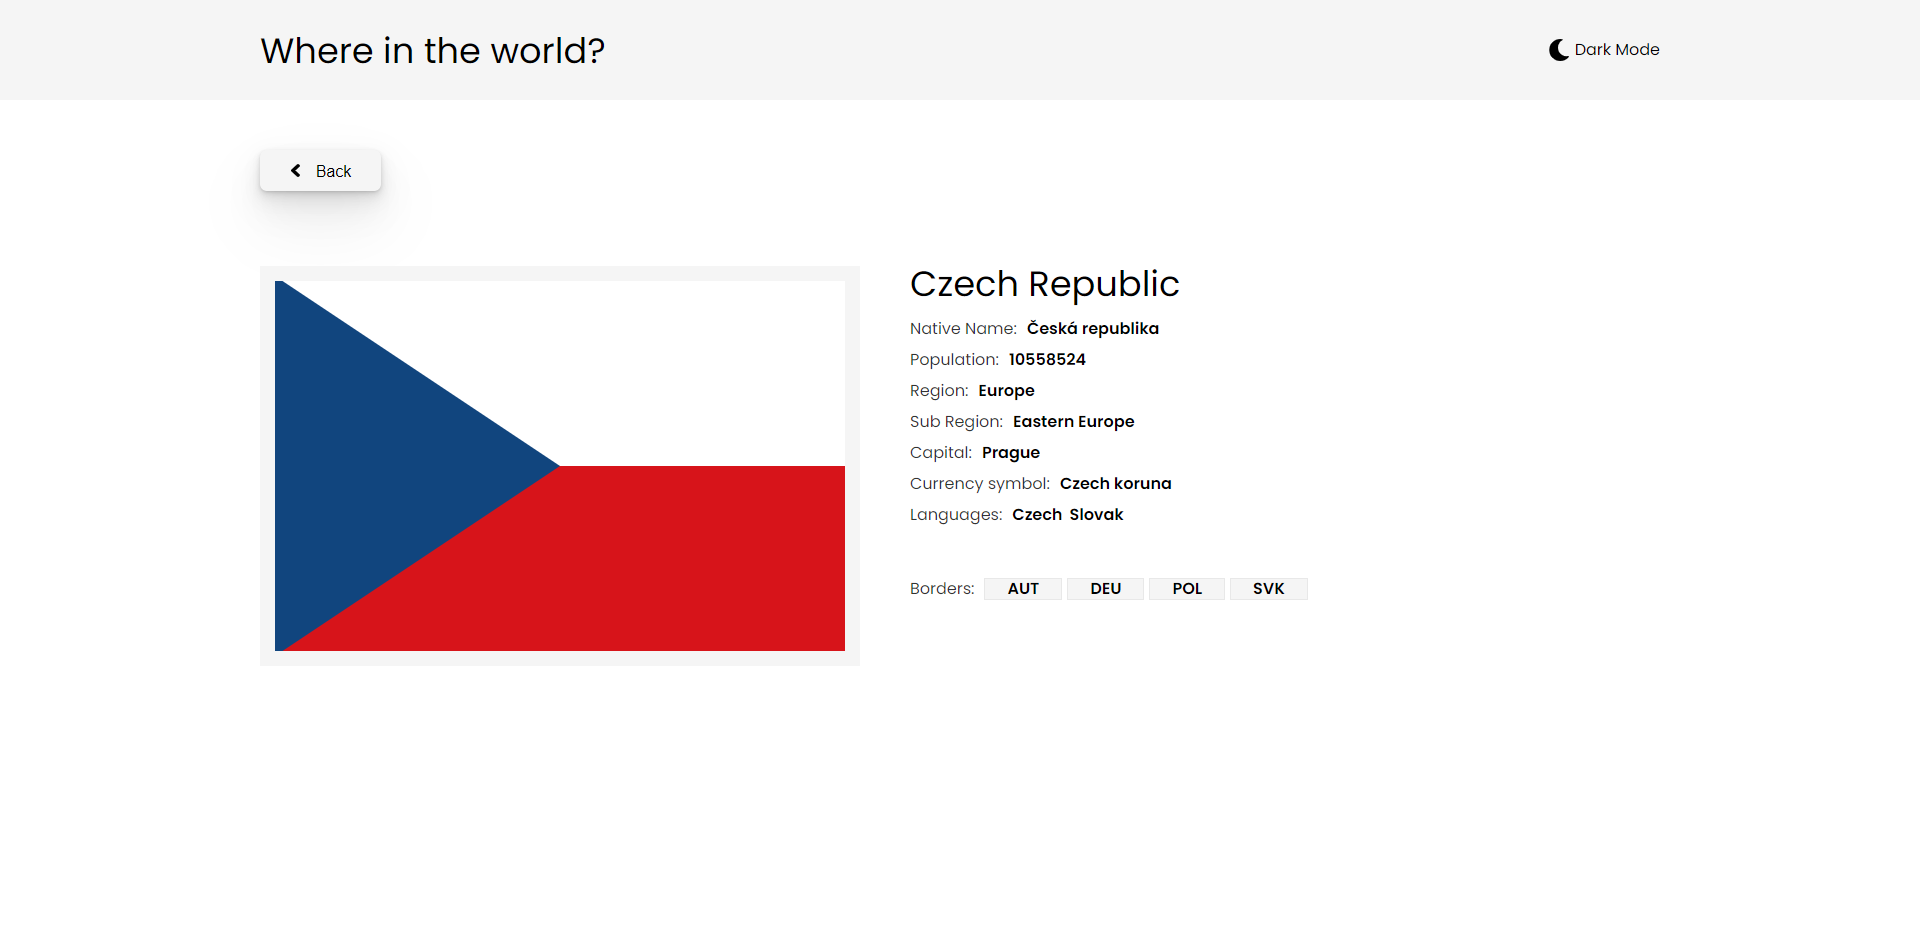 Where in the world?
Dark Mode
Back
Czech Republic
Native Name: Česká republika
Population: 10558524
Region: Europe
Sub Region: Eastern Europe
Capital: Prague
Currency symbol: Czech koruna
Languages: Czech Slovak
Borders: AUT DEU POL SVK